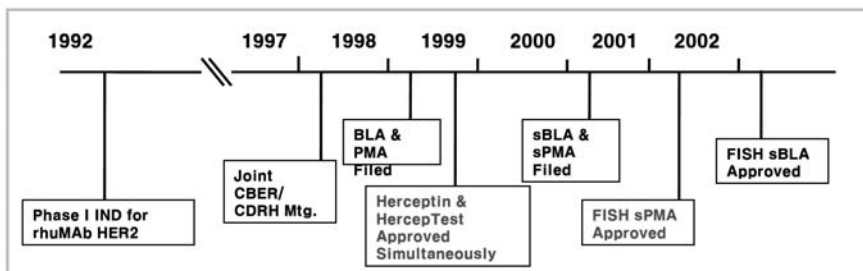 1992 1997 1998 1999 2000 2001 2002
BLA &
PMA
Filed
sBLA &
sPMA
Filed
FISH sBLA
Approved
Joint
CBER/
CDRH Mtg.
Phase I IND for
rhuMAb HER2
Herceptin &
HercepTest
Approved
Simultaneously
FISH sPMA
Approved